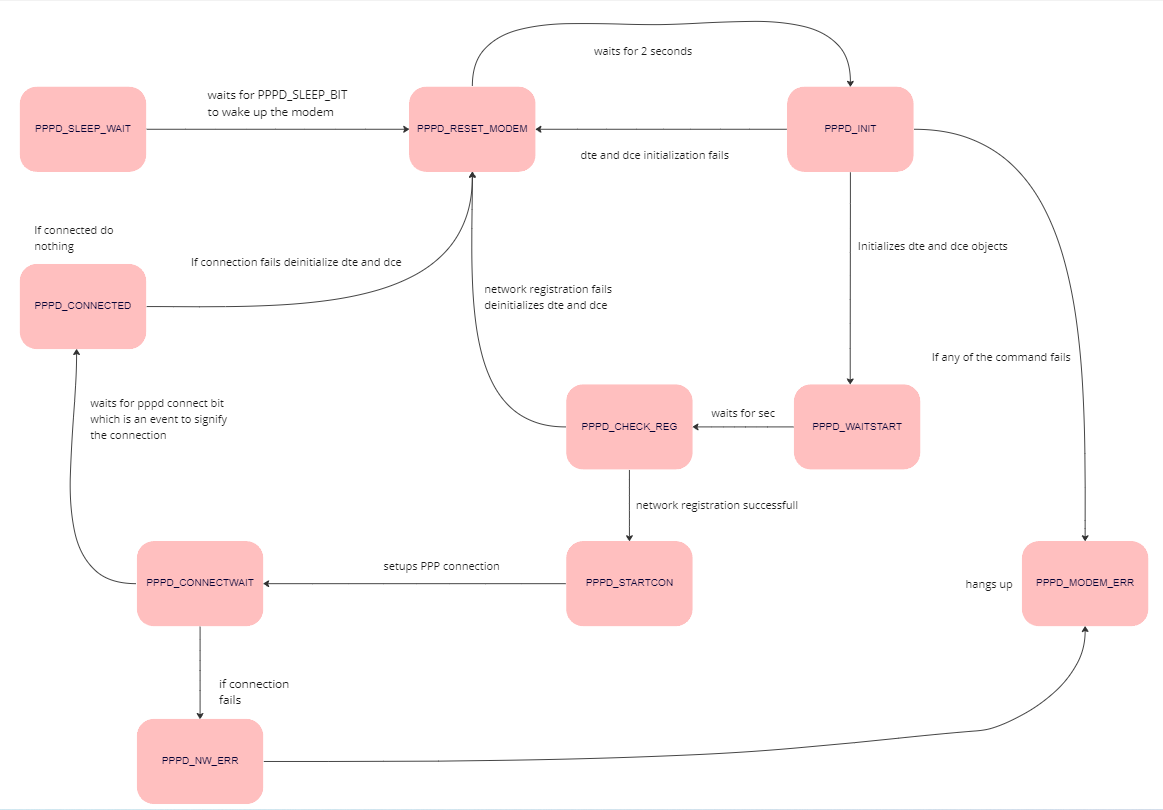 waits for 2 seconds
waits for PPPD_SLEEP_BIT
to wake up the modem
PPPD_SLEEP_WAIT
PPPD_RESET_MODEM
PPPD_INIT
dte and dce initialization fails
If connected do
nothing
If connection fails deinitialize dte and dce
Initializes dte and dce objects
PPPD_CONNECTED
network registration fails
deinitializes dte and dce
If any of the command fails
waits for pppd connect bit
which is an event to signify
the connection
waits for sec
PPPD_CHECK_REG
PPPD_WAITSTART
network registration successfull
setups PPP connection
PPPD_CONNECTWAIT
PPPD_STARTCON
hangs up
PPPD_MODEM_ERR
if connection
fails
PPPD_NW_ERR